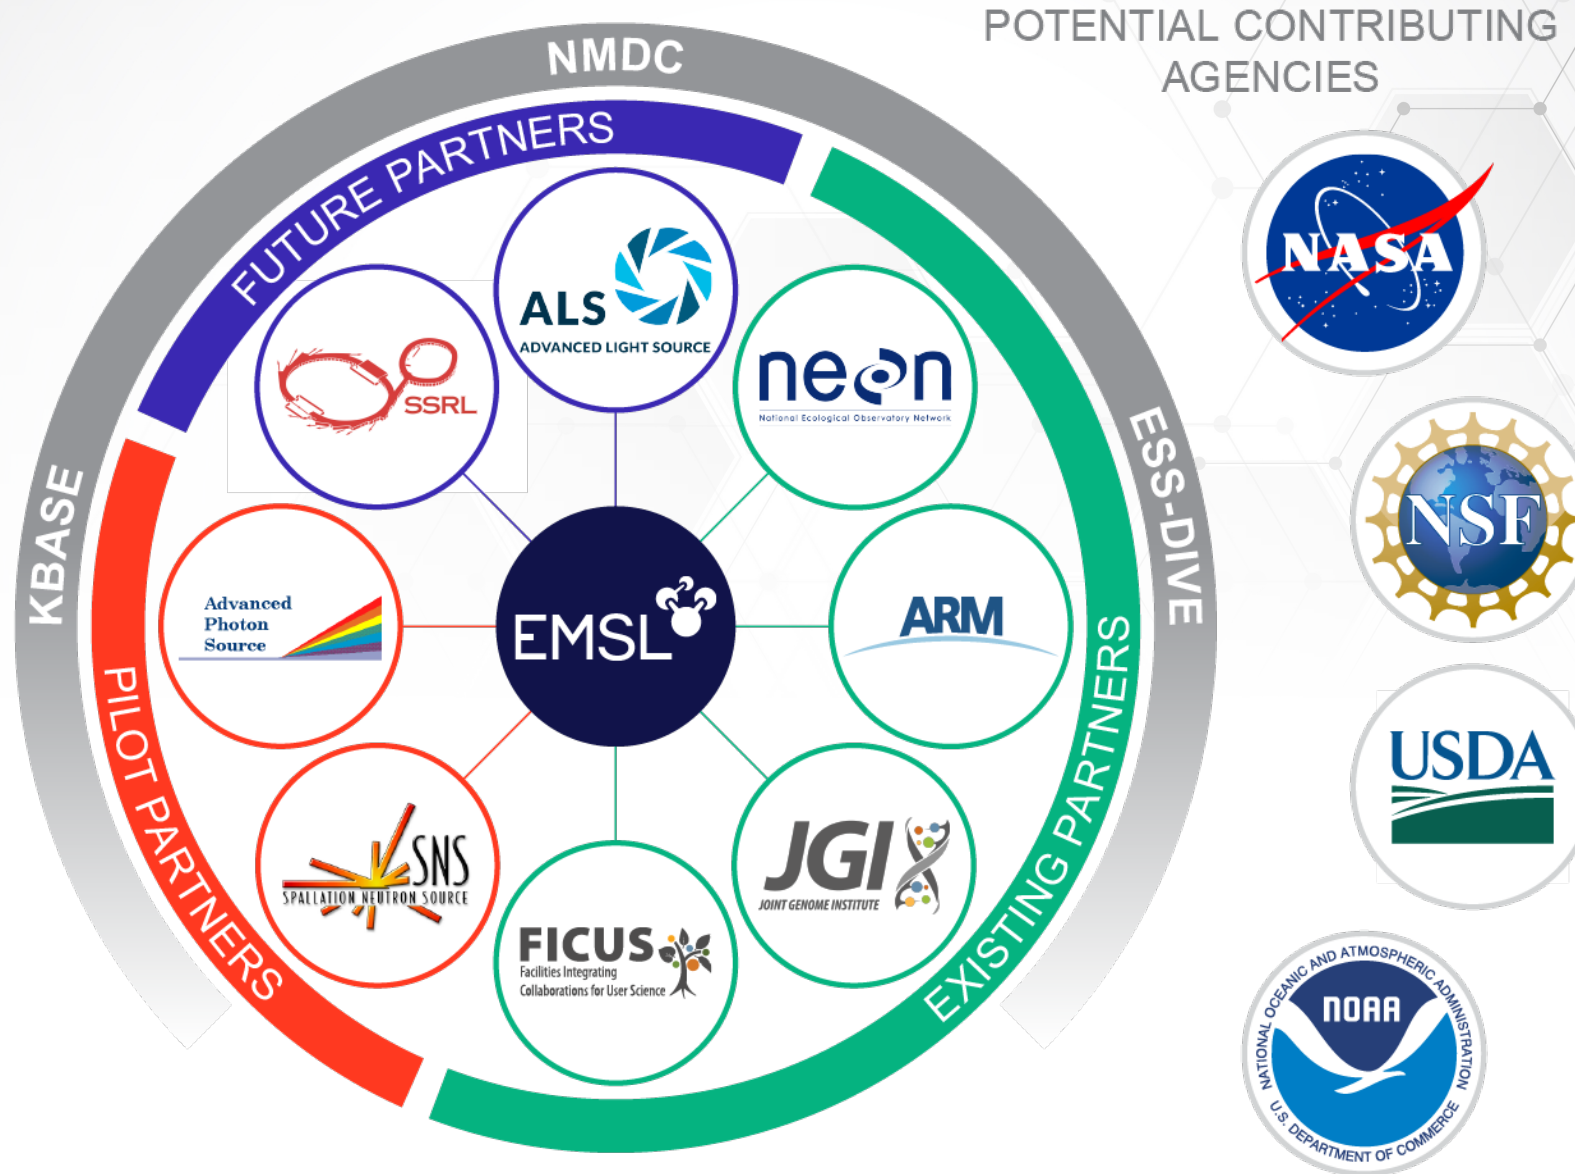 POTENTIAL CONTRIBUTING
AGENCIES
NMDC
KBASE
ESS-DIVE
FUTURE PARTNERS
EXISTING PARTNERS
PILOT PARTNERS
ALS
ADVANCED LIGHT SOURCE
SSRL
neon
National Ecological Observatory Network
Advanced
Photon
Source
EMSL
ARM
SNS
SPALLATION NEUTRON SOURCE
FICUS
Facilities Integrating
Collaborations for User Science
JGI
JOINT GENOME INSTITUTE
NASA
NSF
USDA
NATIONAL OCEANIC AND ATMOSPHERIC ADMINISTRATION
NOAA
U.S. DEPARTMENT OF COMMERCE